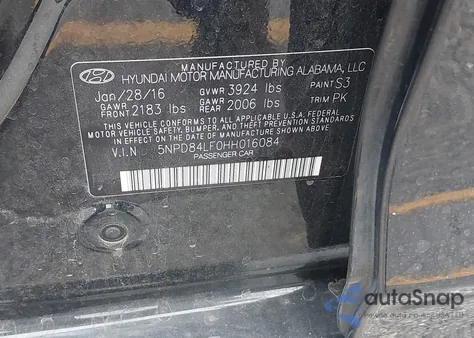 MANUFACTURED BY
HYUNDAI MOTOR MANUFACTURING ALABAMA, LLC
Jan/28/16 GVWR 3924 lbs PAINT S3
GAWR FRONT 2183 lbs GAWR REAR 2006 lbs TRIM PK
THIS VEHICLE CONFORMS TO ALL APPLICABLE U.S.A. FEDERAL
MOTOR VEHICLE SAFETY, BUMPER, AND THEFT PREVENTION STANDARDS
IN EFFECT ON THE DATE OF MANUFACTURE SHOWN ABOVE.
V.I.N. 5NPD84LF0HH016084
PASSENGER CAR
autaSnap